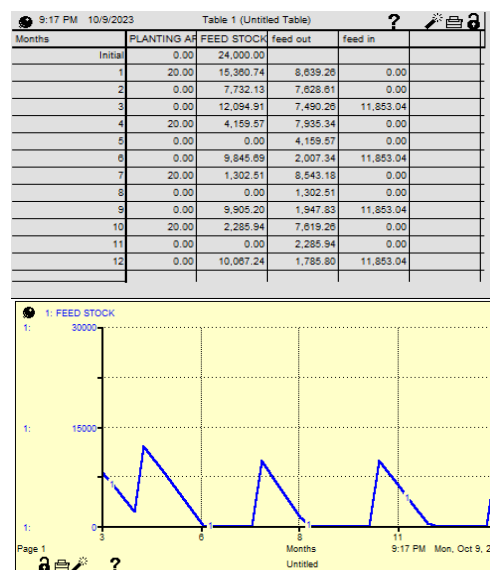 9:17 PM 10/9/2023 Table 1 (Untitled Table) ?
Months PLANTING AF FEED STOCK feed out feed in
Initial 0.00 24,000.00
1 20.00 15,360.74 8,639.26 0.00
2 0.00 7,732.13 7,628.61 0.00
3 0.00 12,094.91 7,490.26 11,853.04
4 20.00 4,159.57 7,935.34 0.00
5 0.00 0.00 4,159.57 0.00
6 0.00 9,845.69 2,007.34 11,853.04
7 20.00 1,302.51 8,543.18 0.00
8 0.00 0.00 1,302.51 0.00
9 0.00 9,905.20 1,947.83 11,853.04
10 20.00 2,285.94 7,619.26 0.00
11 0.00 0.00 2,285.94 0.00
12 0.00 10,067.24 1,785.80 11,853.04
1: FEED STOCK
1: 30000
1: 15000
1: 0
1 1 1 1
3 6 8 11
Page 1 Months 9:17 PM Mon, Oct 9, 2
? Untitled